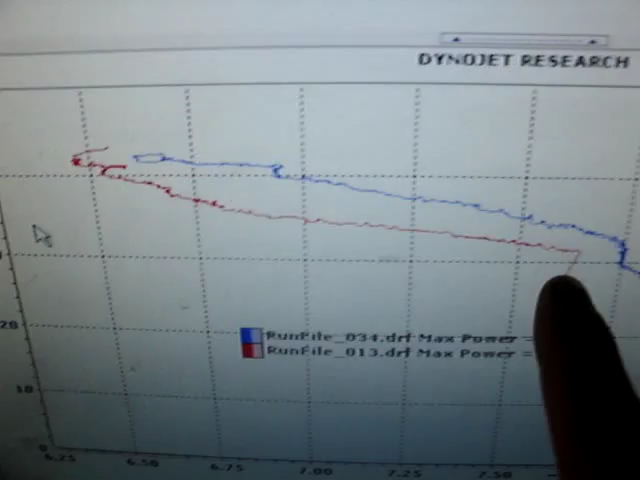 DYNOJET RESEARCH
RunFile_034.drf Max Power =
RunFile_013.drf Max Power =
20
10
0
6.25 6.50 6.75 7.00 7.25 7.50